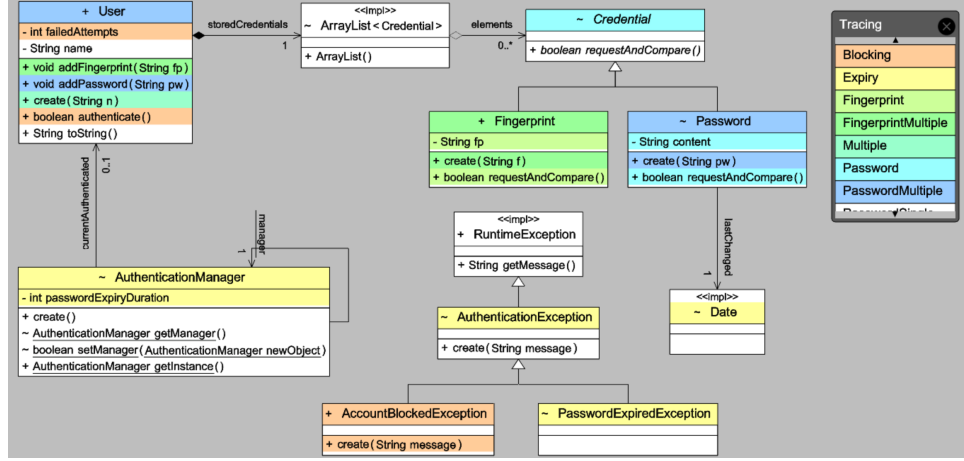 + User
- int failedAttempts
- String name
+ void addFingerprint(String fp)
+ void addPassword(String pw)
+ create(String n)
+ boolean authenticate()
+ String toString()
storedCredentials
1
<<impl>>
~ ArrayList<Credential>
+ ArrayList()
elements
0..*
~ Credential
+ boolean requestAndCompare()
+ Fingerprint
- String fp
+ create(String f)
+ boolean requestAndCompare()
~ Password
- String content
+ create(String pw)
+ boolean requestAndCompare()
Tracing
Blocking
Expiry
Fingerprint
FingerprintMultiple
Multiple
Password
PasswordMultiple
PasswordSingle
currentAuthenticated
0..1
manager
1
~ AuthenticationManager
- int passwordExpiryDuration
+ create()
~ AuthenticationManager getManager()
~ boolean setManager(AuthenticationManager newObject)
+ AuthenticationManager getInstance()
<<impl>>
+ RuntimeException
+ String getMessage()
~ AuthenticationException
+ create(String message)
lastChanged
1
<<impl>>
~ Date
+ AccountBlockedException
+ create(String message)
~ PasswordExpiredException